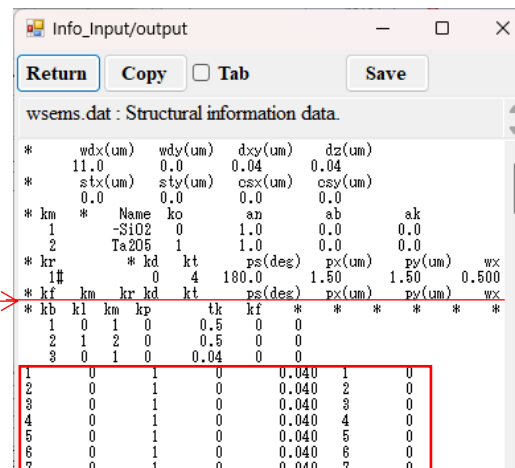 Info_Input/output
Return Copy Tab Save
wsems.dat : Structural information data.
* wdx(um) wdy(um) dxy(um) dz(um)
11.0 0.0 0.04 0.04
* stx(um) sty(um) csx(um) csy(um)
0.0 0.0 0.0 0.0
* km * Name ko an ab ak
1 -SiO2 0 1.0 0.0 0.0
2 Ta2O5 1 1.0 0.0 0.0
* kr * kd kt ps(deg) px(um) py(um) wx
1# 0 4 180.0 1.50 1.50 0.500
* kf km kr kd kt ps(deg) px(um) py(um) wx
* kb kl km kp tk kf * * * * *
1 0 1 0 0.5 0 0
2 1 2 0 0.5 0 0
3 0 1 0 0.04 0 0
1 0 1 0 0.040 1 0
2 0 1 0 0.040 2 0
3 0 1 0 0.040 3 0
4 0 1 0 0.040 4 0
5 0 1 0 0.040 5 0
6 0 1 0 0.040 6 0
7 0 1 0 0.040 7 0